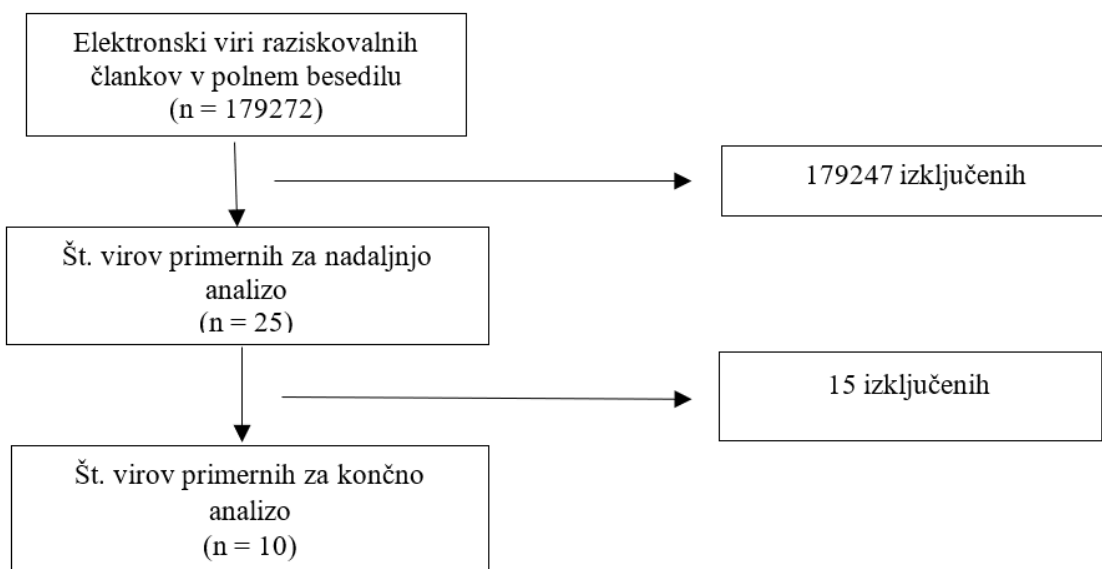 Elektronski viri raziskovalnih
člankov v polnem besedilu
(n = 179272)
179247 izključenih
Št. virov primernih za nadaljnjo
analizo
(n = 25)
15 izključenih
Št. virov primernih za končno
analizo
(n = 10)